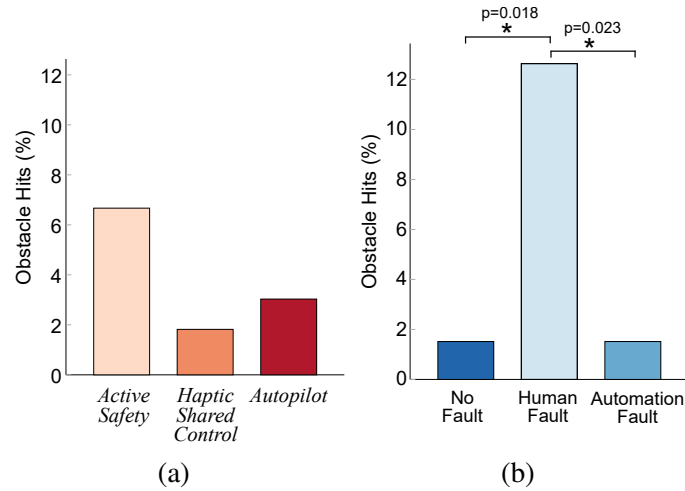 Obstacle Hits (%)
12
10
8
6
4
2
0
Active
Safety
Haptic
Shared
Control
Autopilot
(a)
p=0.018
*
p=0.023
*
Obstacle Hits (%)
12
10
8
6
4
2
0
No
Fault
Human
Fault
Automation
Fault
(b)